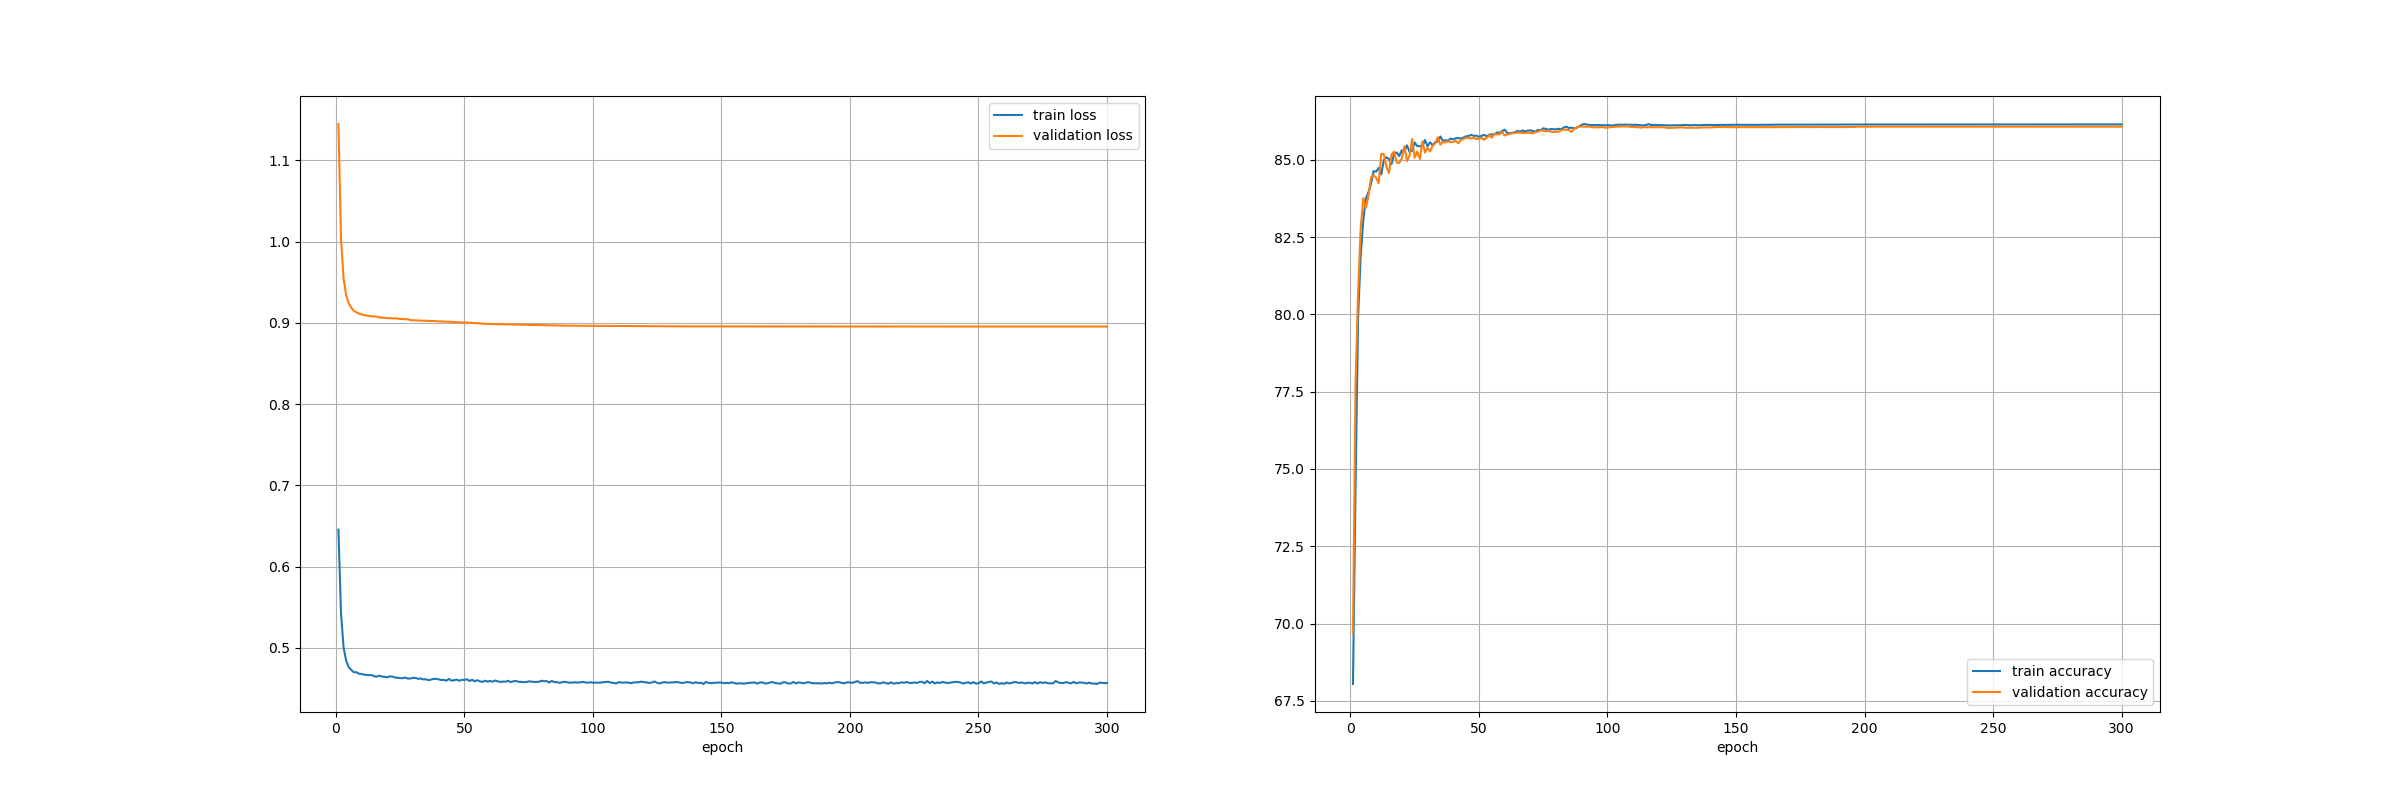 train loss
validation loss
1.1
1.0
0.9
0.8
0.7
0.6
0.5
0 50 100 150 200 250 300
epoch
85.0
82.5
80.0
77.5
75.0
72.5
70.0
67.5
train accuracy
validation accuracy
0 50 100 150 200 250 300
epoch